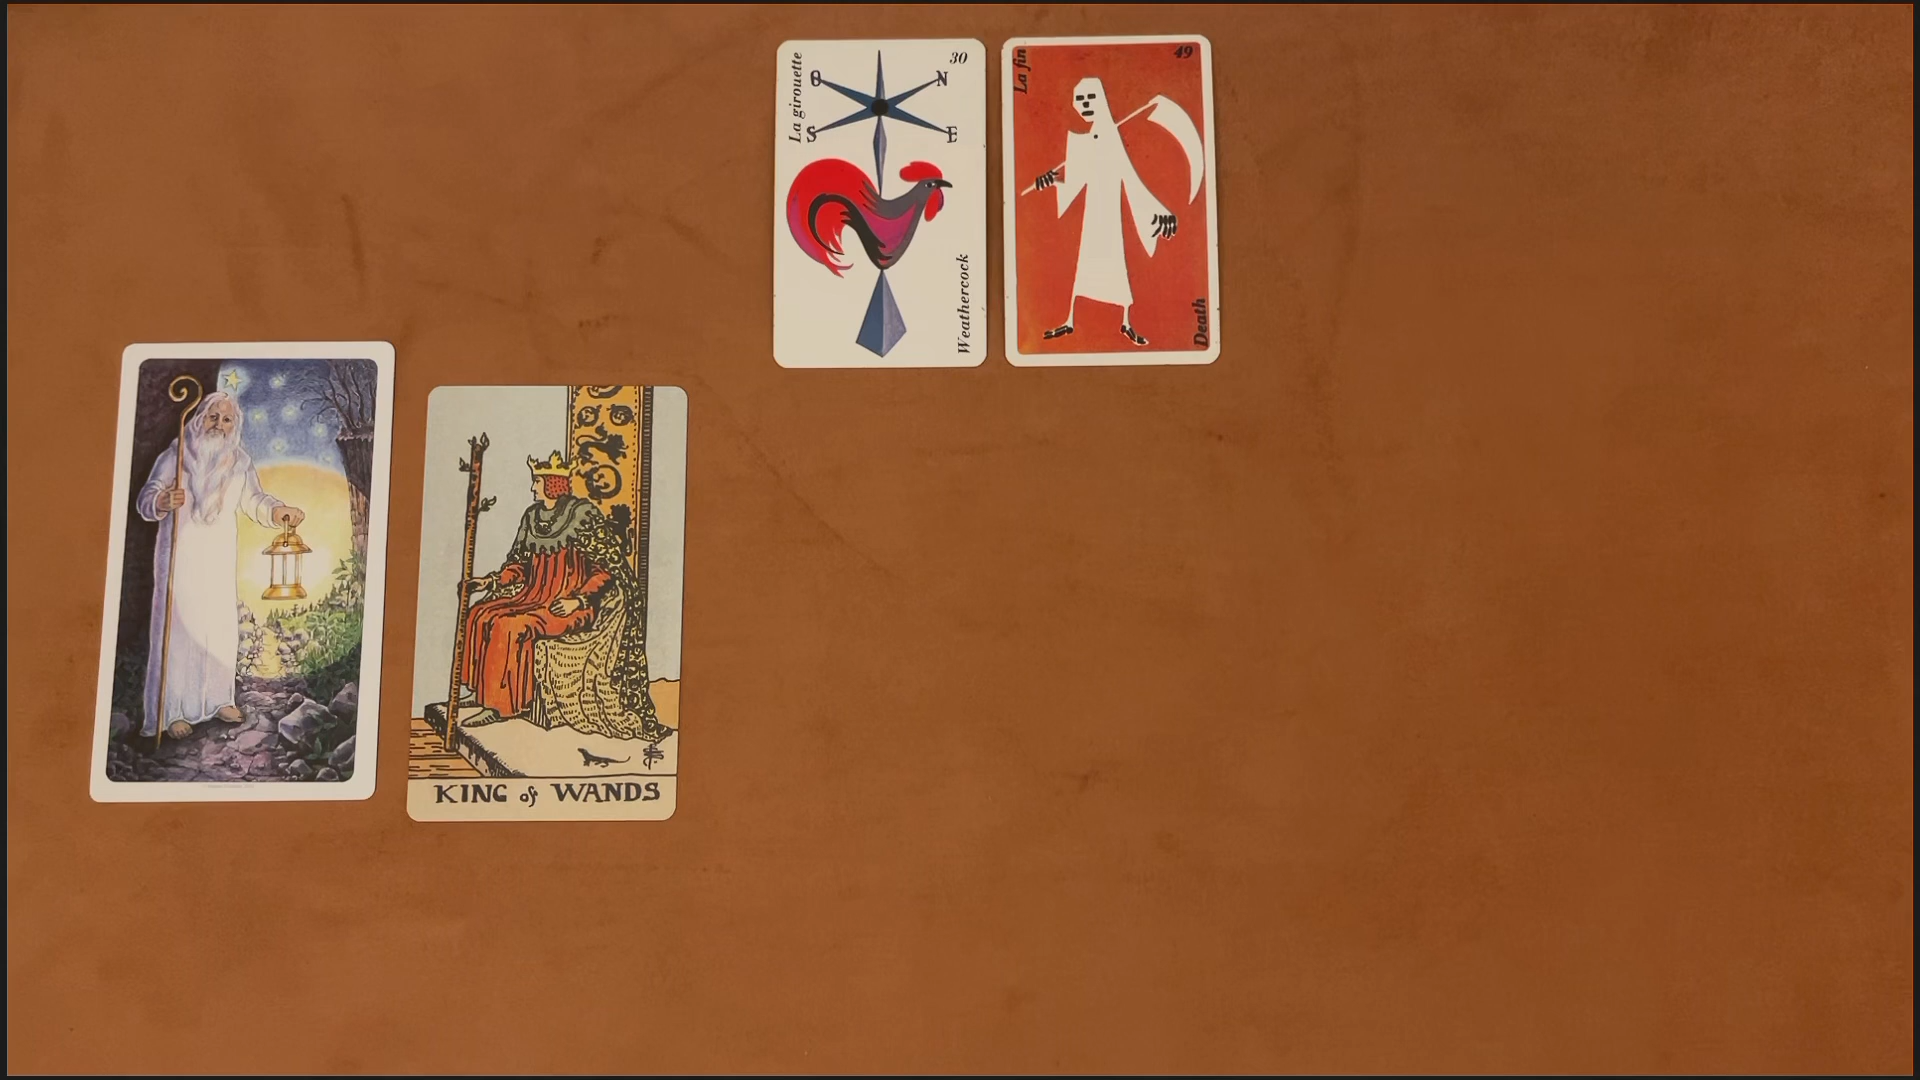 La girouette
30
O
N
S
E
Weathercock
La fin
49
Death
KING of WANDS